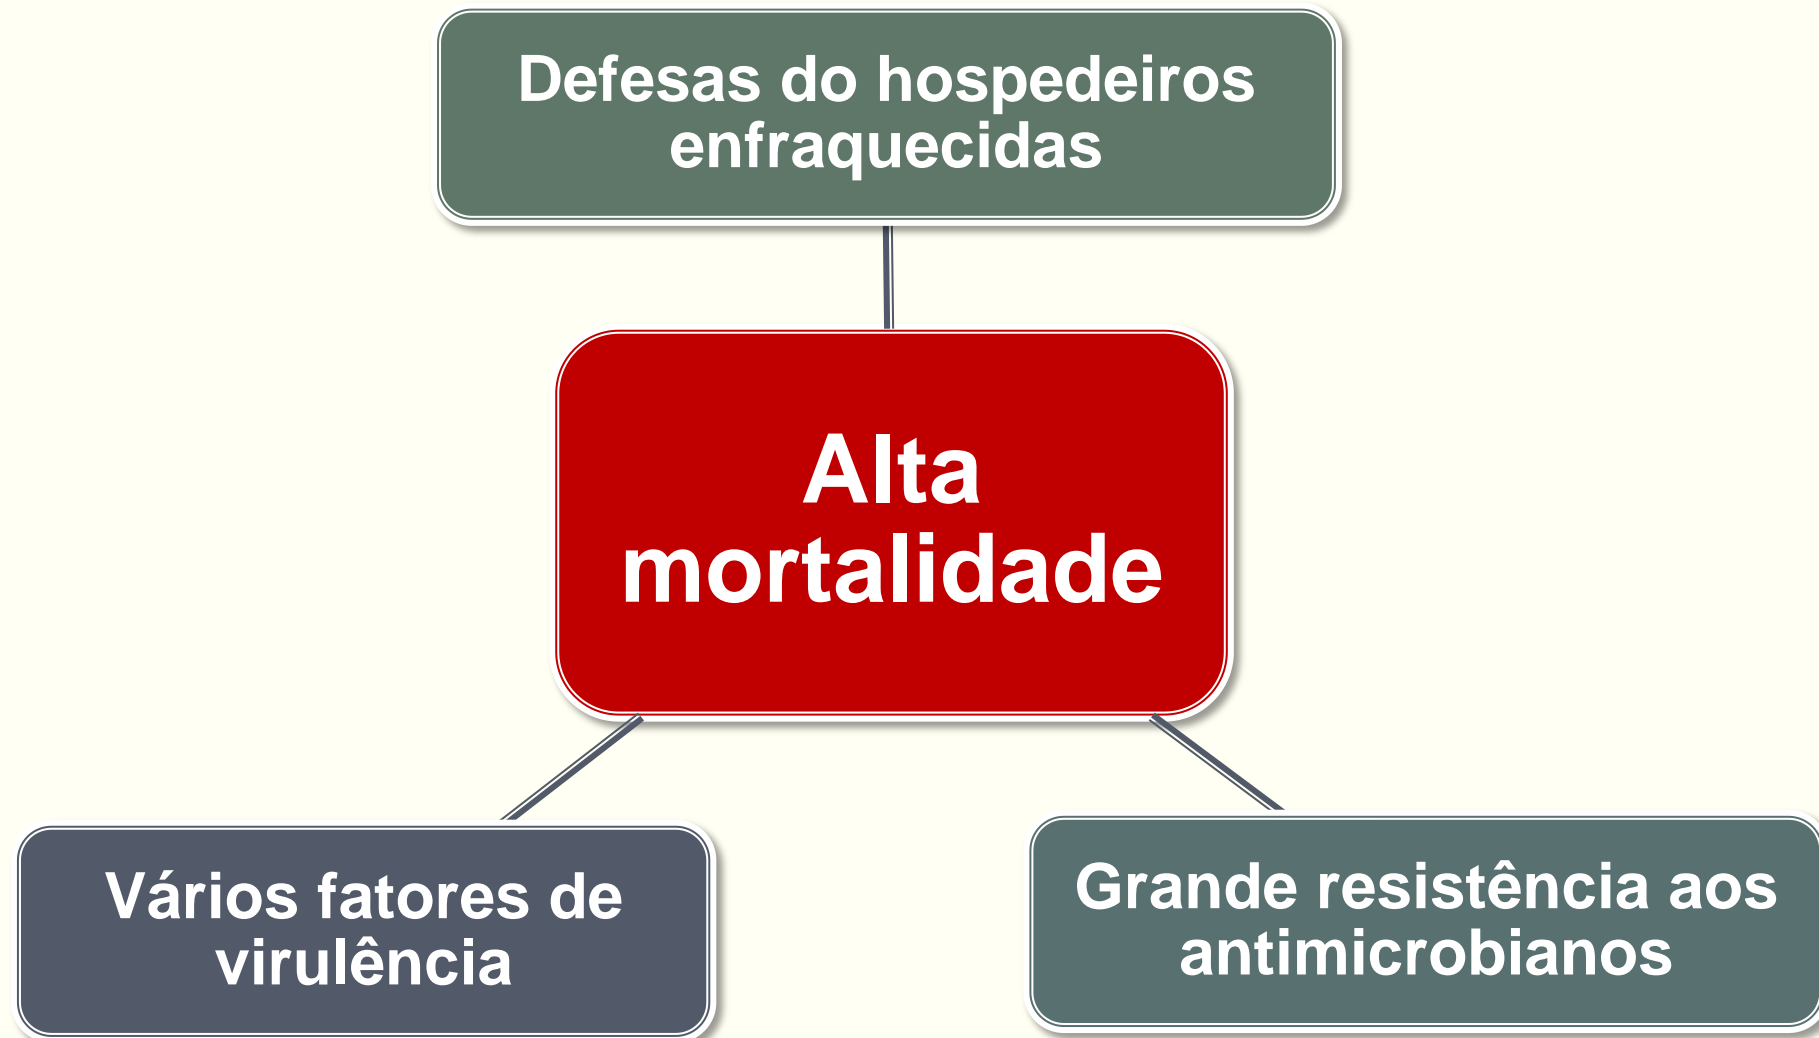 Defesas do hospedeiros
enfraquecidas
Alta
mortalidade
Vários fatores de
virulência
Grande resistência aos
antimicrobianos